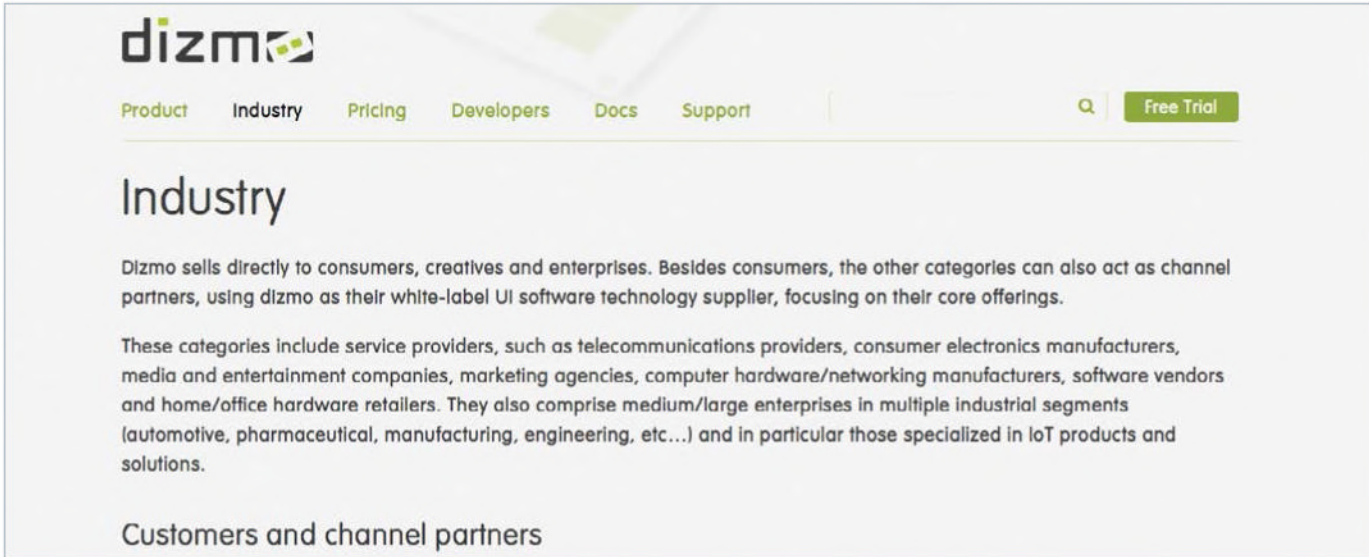 dizmo
Product Industry Pricing Developers Docs Support Free Trial
Industry
Dizmo sells directly to consumers, creatives and enterprises. Besides consumers, the other categories can also act as channel
partners, using dizmo as their white-label UI software technology supplier, focusing on their core offerings.
These categories include service providers, such as telecommunications providers, consumer electronics manufacturers,
media and entertainment companies, marketing agencies, computer hardware/networking manufacturers, software vendors
and home/office hardware retailers. They also comprise medium/large enterprises in multiple industrial segments
(automotive, pharmaceutical, manufacturing, engineering, etc...) and in particular those specialized in IoT products and
solutions.
Customers and channel partners